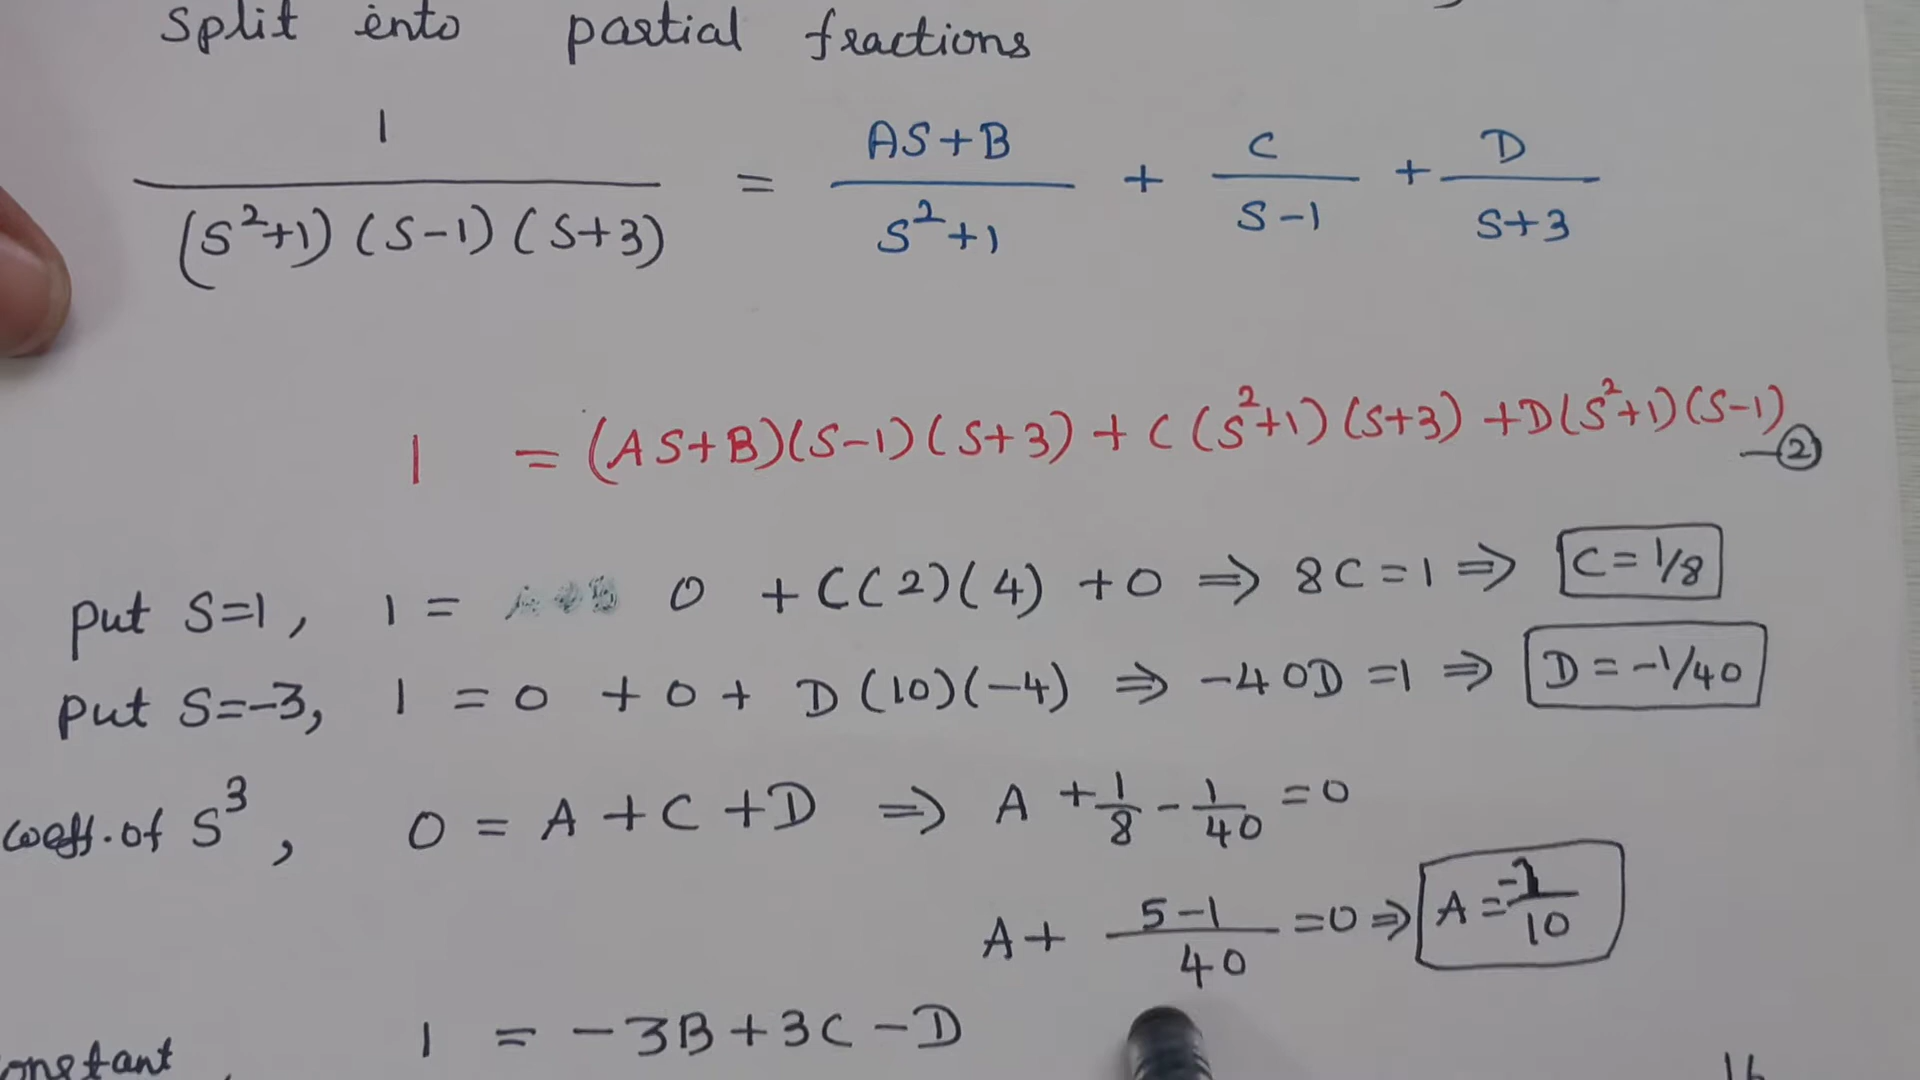 Split into partial fractions
1/((S²+1)(S-1)(S+3)) = (AS+B)/(S²+1) + C/(S-1) + D/(S+3)
1 = (AS+B)(S-1)(S+3) + C(S²+1)(S+3) + D(S²+1)(S-1) —②
put S=1, 1 = 0 + C(2)(4) + 0 ⇒ 8C=1 ⇒ C=1/8
put S=-3, 1 = 0 + 0 + D(10)(-4) ⇒ -40D=1 ⇒ D=-1/40
coeff. of S³, 0 = A+C+D ⇒ A + 1/8 - 1/40 = 0
A + (5-1)/40 = 0 ⇒ A = -1/10
1 = -3B+3C-D